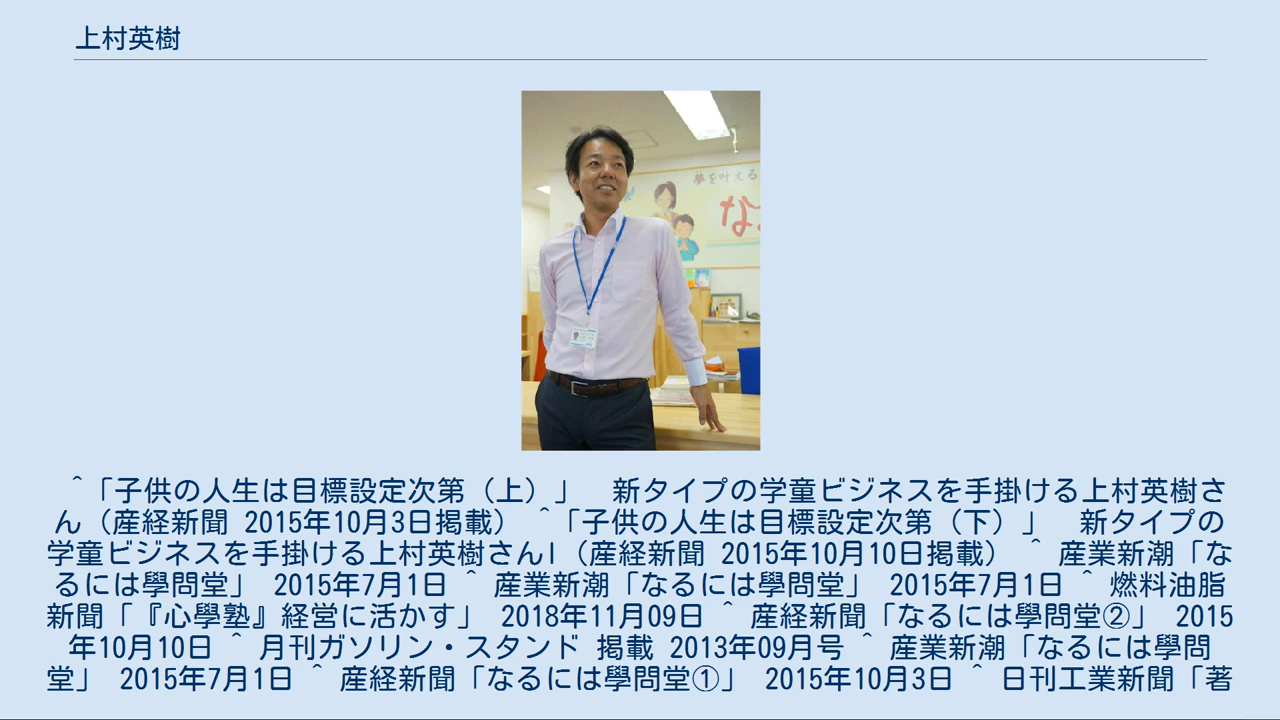 上村英樹
夢を叶える
な
^「子供の人生は目標設定次第（上）」　新タイプの学童ビジネスを手掛ける上村英樹さ
ん（産経新聞 2015年10月3日掲載） ^「子供の人生は目標設定次第（下）」　新タイプの
学童ビジネスを手掛ける上村英樹さん|（産経新聞 2015年10月10日掲載） ^ 産業新潮「な
るには學問堂」 2015年7月1日 ^ 産業新潮「なるには學問堂」 2015年7月1日 ^ 燃料油脂
新聞「『心學塾』経営に活かす」 2018年11月09日 ^ 産経新聞「なるには學問堂②」 2015
年10月10日 ^ 月刊ガソリン・スタンド 掲載 2013年09月号 ^ 産業新潮「なるには學問
堂」 2015年7月1日 ^ 産経新聞「なるには學問堂①」 2015年10月3日 ^ 日刊工業新聞「著